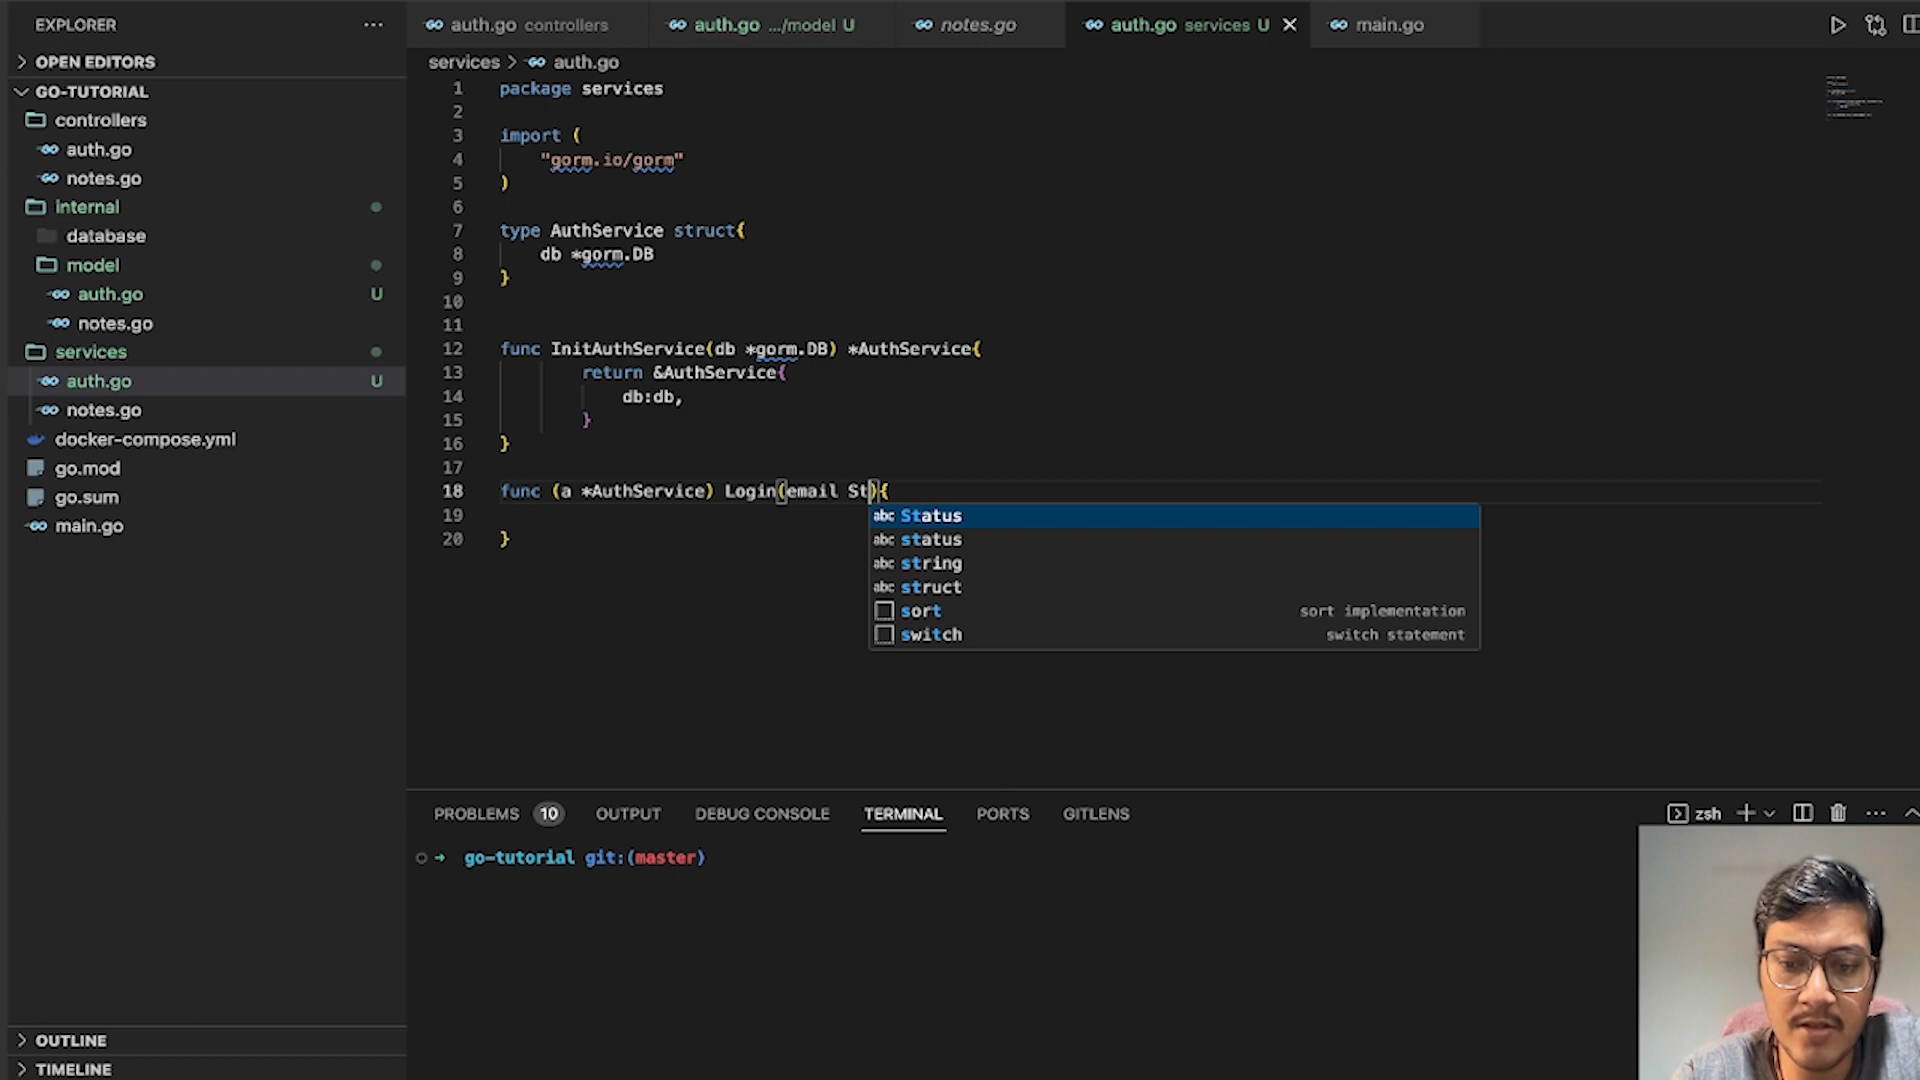 EXPLORER
OPEN EDITORS
GO-TUTORIAL
controllers
auth.go
notes.go
internal
database
model
auth.go U
notes.go
services
auth.go U
notes.go
docker-compose.yml
go.mod
go.sum
main.go
OUTLINE
TIMELINE
auth.go controllers
auth.go .../model U
notes.go
auth.go services U
main.go
services > auth.go
1 package services
2
3 import (
4 "gorm.io/gorm"
5 )
6
7 type AuthService struct{
8 db *gorm.DB
9 }
10
11
12 func InitAuthService(db *gorm.DB) *AuthService{
13 return &AuthService{
14 db:db,
15 }
16 }
17
18 func (a *AuthService) Login(email St){
19
20 }
abc Status
abc status
abc string
abc struct
sort sort implementation
switch switch statement
PROBLEMS 10 OUTPUT DEBUG CONSOLE TERMINAL PORTS GITLENS
zsh
go-tutorial git:(master)